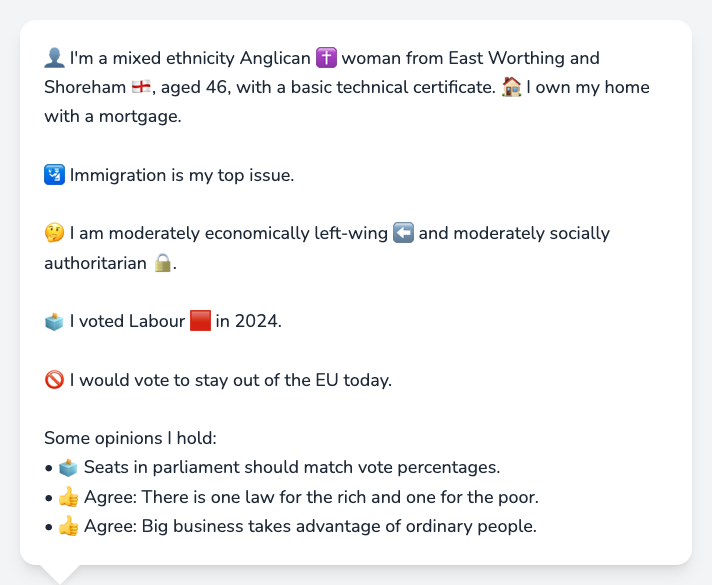 👤 I'm a mixed ethnicity Anglican ✝️ woman from East Worthing and
Shoreham 🏴󠁧󠁢󠁥󠁮󠁧󠁿, aged 46, with a basic technical certificate. 🏠 I own my home
with a mortgage.
🛂 Immigration is my top issue.
🤔 I am moderately economically left-wing ⬅️ and moderately socially
authoritarian 🔒.
🗳️ I voted Labour 🟥 in 2024.
🚫 I would vote to stay out of the EU today.
Some opinions I hold:
• 🗳️ Seats in parliament should match vote percentages.
• 👍 Agree: There is one law for the rich and one for the poor.
• 👍 Agree: Big business takes advantage of ordinary people.